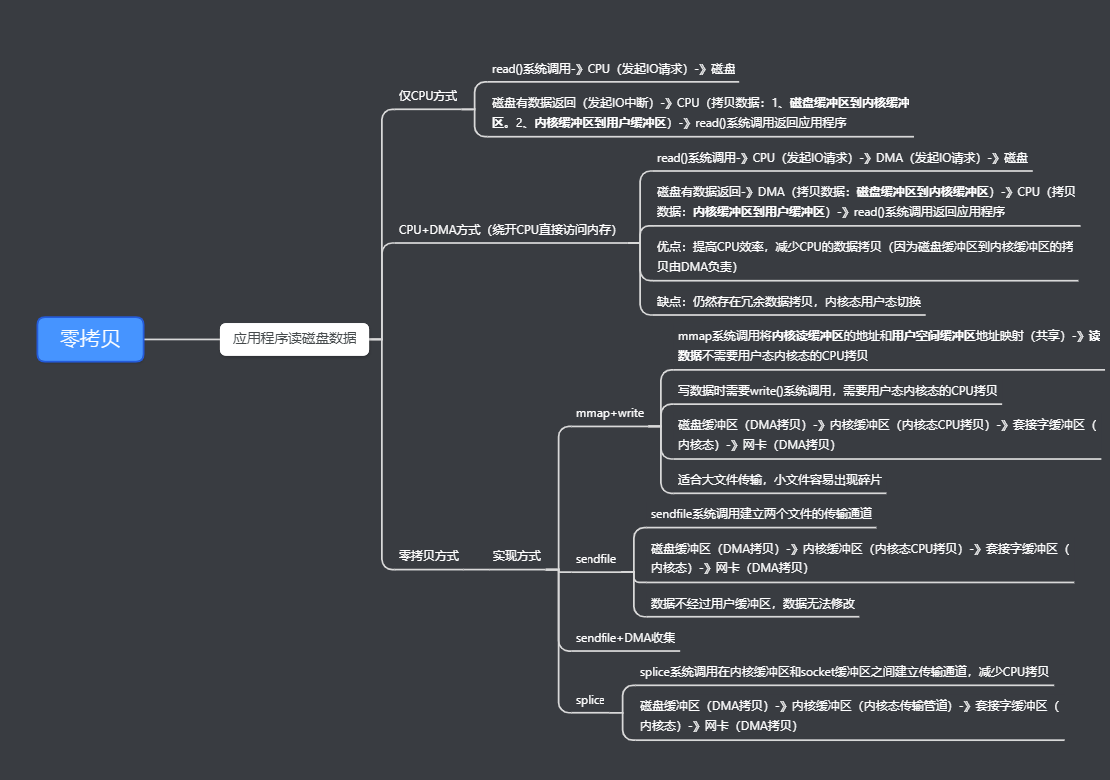 零拷贝
应用程序读磁盘数据
仅CPU方式
read()系统调用-》CPU（发起IO请求）-》磁盘
磁盘有数据返回（发起IO中断）-》CPU（拷贝数据：1、磁盘缓冲区到内核缓冲
区。2、内核缓冲区到用户缓冲区）-》read()系统调用返回应用程序
CPU+DMA方式（绕开CPU直接访问内存）
read()系统调用-》CPU（发起IO请求）-》DMA（发起IO请求）-》磁盘
磁盘有数据返回-》DMA（拷贝数据：磁盘缓冲区到内核缓冲区）-》CPU（拷贝
数据：内核缓冲区到用户缓冲区）-》read()系统调用返回应用程序
优点：提高CPU效率，减少CPU的数据拷贝（因为磁盘缓冲区到内核缓冲区的拷
贝由DMA负责）
缺点：仍然存在冗余数据拷贝，内核态用户态切换
零拷贝方式
实现方式
mmap+write
mmap系统调用将内核读缓冲区的地址和用户空间缓冲区地址映射（共享）-》读
数据不需要用户态内核态的CPU拷贝
写数据时需要write()系统调用，需要用户态内核态的CPU拷贝
磁盘缓冲区（DMA拷贝）-》内核缓冲区（内核态CPU拷贝）-》套接字缓冲区（
内核态）-》网卡（DMA拷贝）
适合大文件传输，小文件容易出现碎片
sendfile
sendfile系统调用建立两个文件的传输通道
磁盘缓冲区（DMA拷贝）-》内核缓冲区（内核态CPU拷贝）-》套接字缓冲区（
内核态）-》网卡（DMA拷贝）
数据不经过用户缓冲区，数据无法修改
sendfile+DMA收集
splice
splice系统调用在内核缓冲区和socket缓冲区之间建立传输通道，减少CPU拷贝
磁盘缓冲区（DMA拷贝）-》内核缓冲区（内核态传输管道）-》套接字缓冲区（
内核态）-》网卡（DMA拷贝）